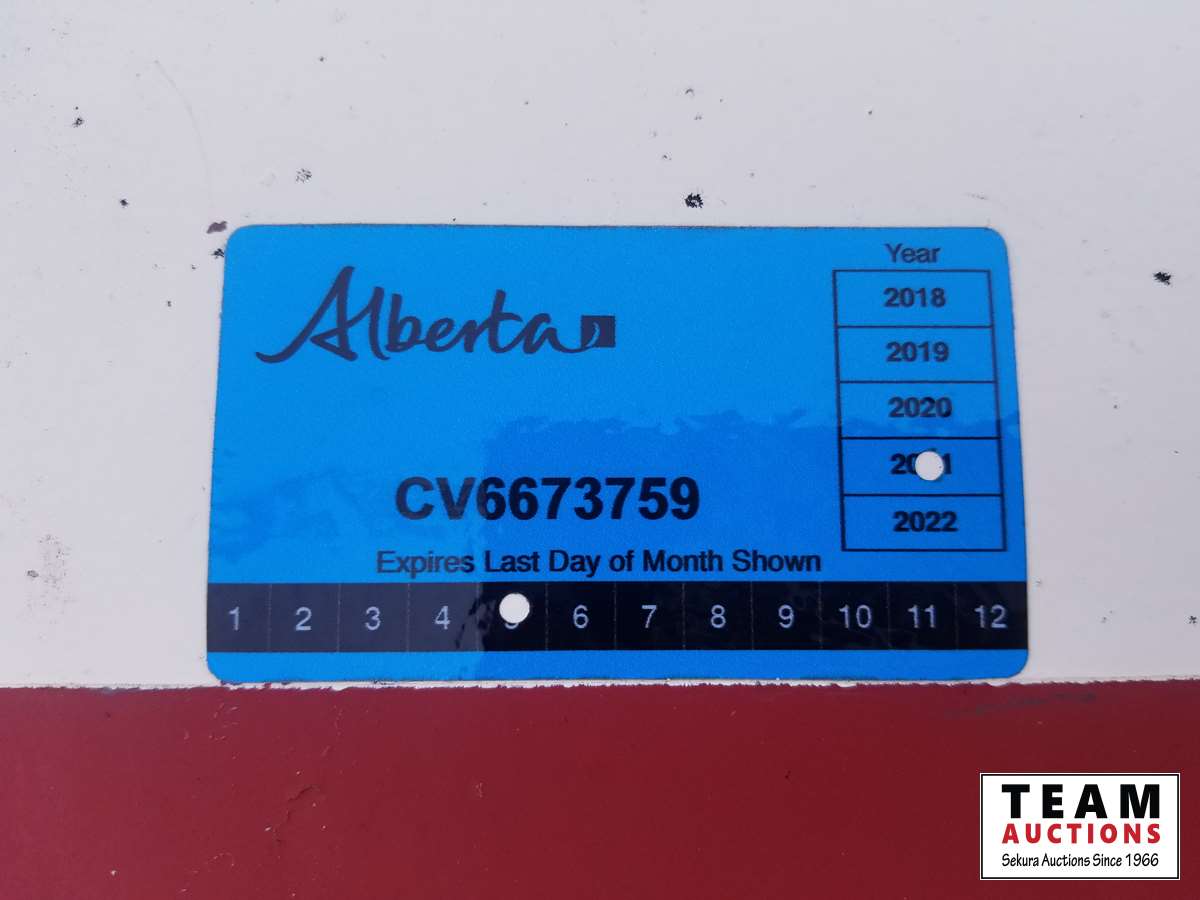 Alberta
Year
2018
2019
2020
2021
2022
CV6673759
Expires Last Day of Month Shown
1 2 3 4 5 6 7 8 9 10 11 12
TEAM
AUCTIONS
Sekura Auctions Since 1966